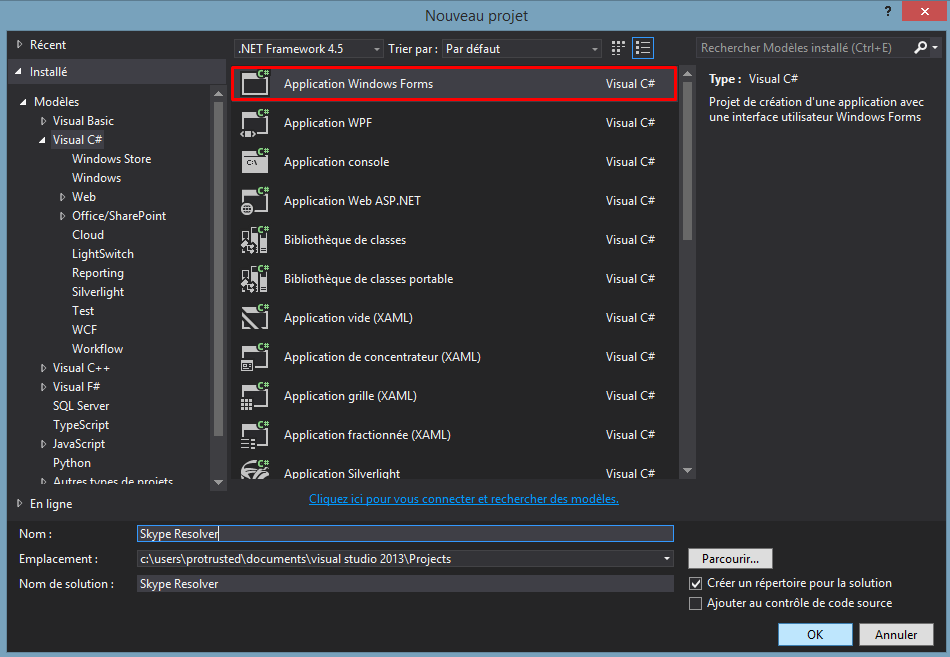 Nouveau projet
?
Récent
Installé
Modèles
Visual Basic
Visual C#
Windows Store
Windows
Web
Office/SharePoint
Cloud
LightSwitch
Reporting
Silverlight
Test
WCF
Workflow
Visual C++
Visual F#
SQL Server
TypeScript
JavaScript
Python
Autres types de projets
En ligne
.NET Framework 4.5 Trier par : Par défaut
C# Application Windows Forms Visual C#
C# Application WPF Visual C#
C# C:\ Application console Visual C#
C# Application Web ASP.NET Visual C#
C# Bibliothèque de classes Visual C#
C# Bibliothèque de classes portable Visual C#
C# Application vide (XAML) Visual C#
C# Application de concentrateur (XAML) Visual C#
C# Application grille (XAML) Visual C#
C# Application fractionnée (XAML) Visual C#
C# Application Silverlight Visual C#
Cliquez ici pour vous connecter et rechercher des modèles.
Rechercher Modèles installé (Ctrl+E)
Type : Visual C#
Projet de création d'une application avec
une interface utilisateur Windows Forms
Nom : Skype Resolver
Emplacement : c:\users\protrusted\documents\visual studio 2013\Projects
Nom de solution : Skype Resolver
Parcourir...
Créer un répertoire pour la solution
Ajouter au contrôle de code source
OK Annuler